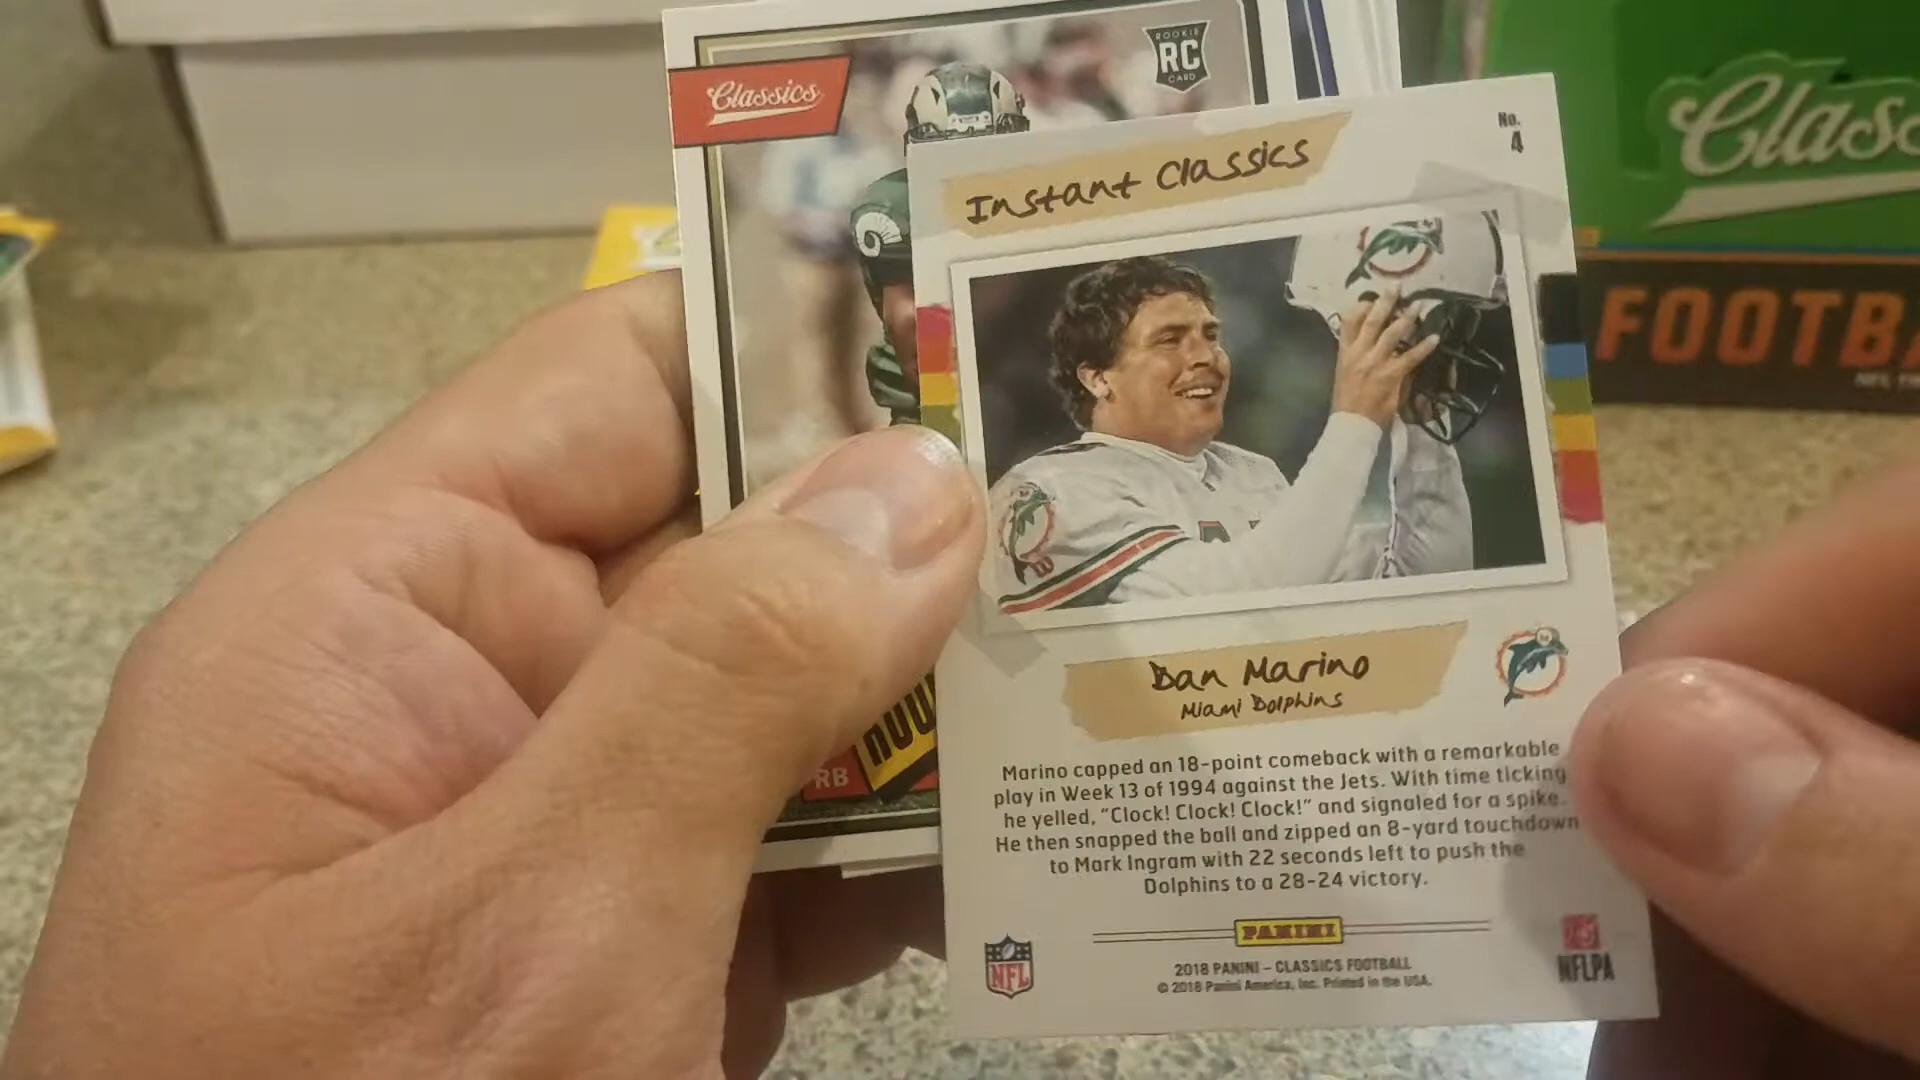 ROOKIE
RC
CARD
Classics
Instant Classics
No.
4
Clas
FOOTB
Dan Marino
Miami Dolphins
RB
Marino capped an 18-point comeback with a remarkable
play in Week 13 of 1994 against the Jets. With time ticking
he yelled, "Clock! Clock! Clock!" and signaled for a spike.
He then snapped the ball and zipped an 8-yard touchdown
to Mark Ingram with 22 seconds left to push the
Dolphins to a 28-24 victory.
PANINI
NFL
NFLPA
2018 PANINI – CLASSICS FOOTBALL
© 2018 Panini America, Inc. Printed in the USA.